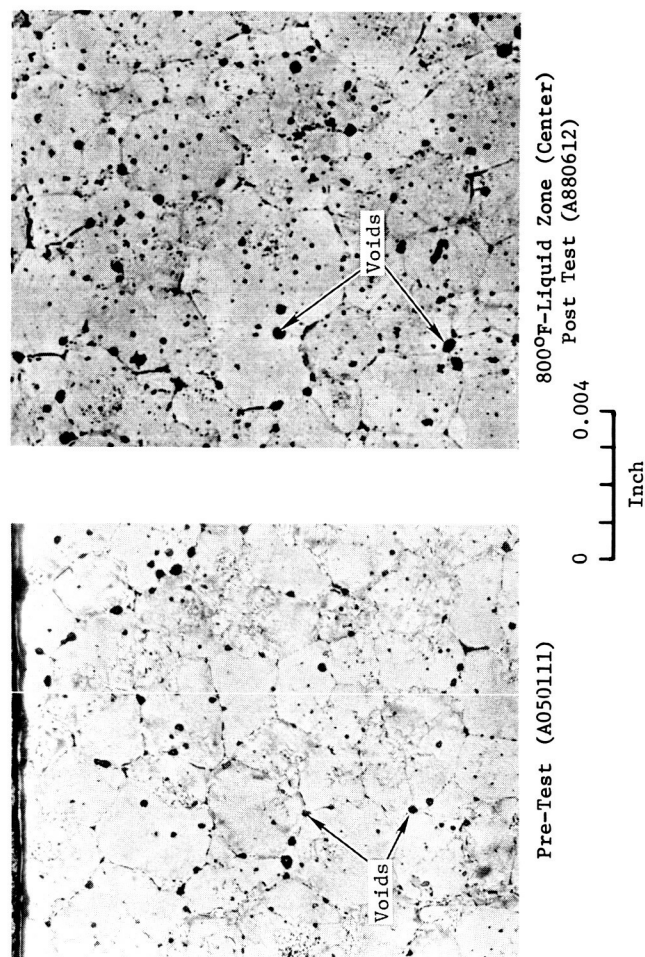 Voids
Pre-Test (A050111)
Voids
800°F-Liquid Zone (Center)
Post Test (A880612)
0 0.004
Inch